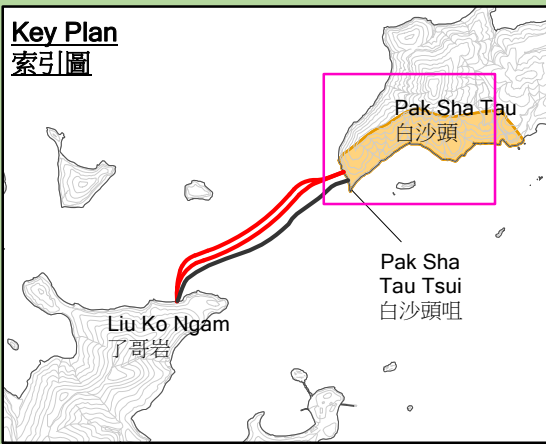 Key Plan
索引圖
Pak Sha Tau
白沙頭
Pak Sha
Tau Tsui
白沙頭咀
Liu Ko Ngam
了哥岩